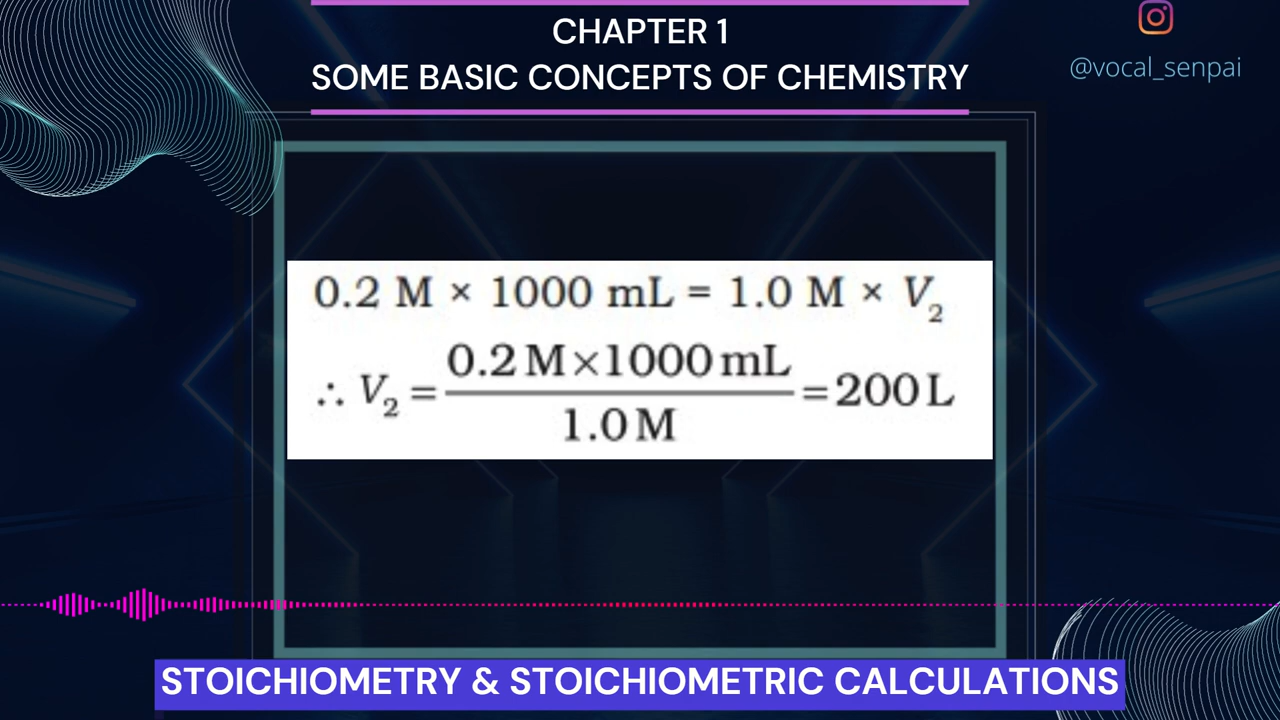 CHAPTER 1
SOME BASIC CONCEPTS OF CHEMISTRY
@vocal_senpai
0.2 M × 1000 mL = 1.0 M × V₂
∴ V₂ = (0.2 M×1000 mL)/(1.0 M) = 200 L
STOICHIOMETRY & STOICHIOMETRIC CALCULATIONS